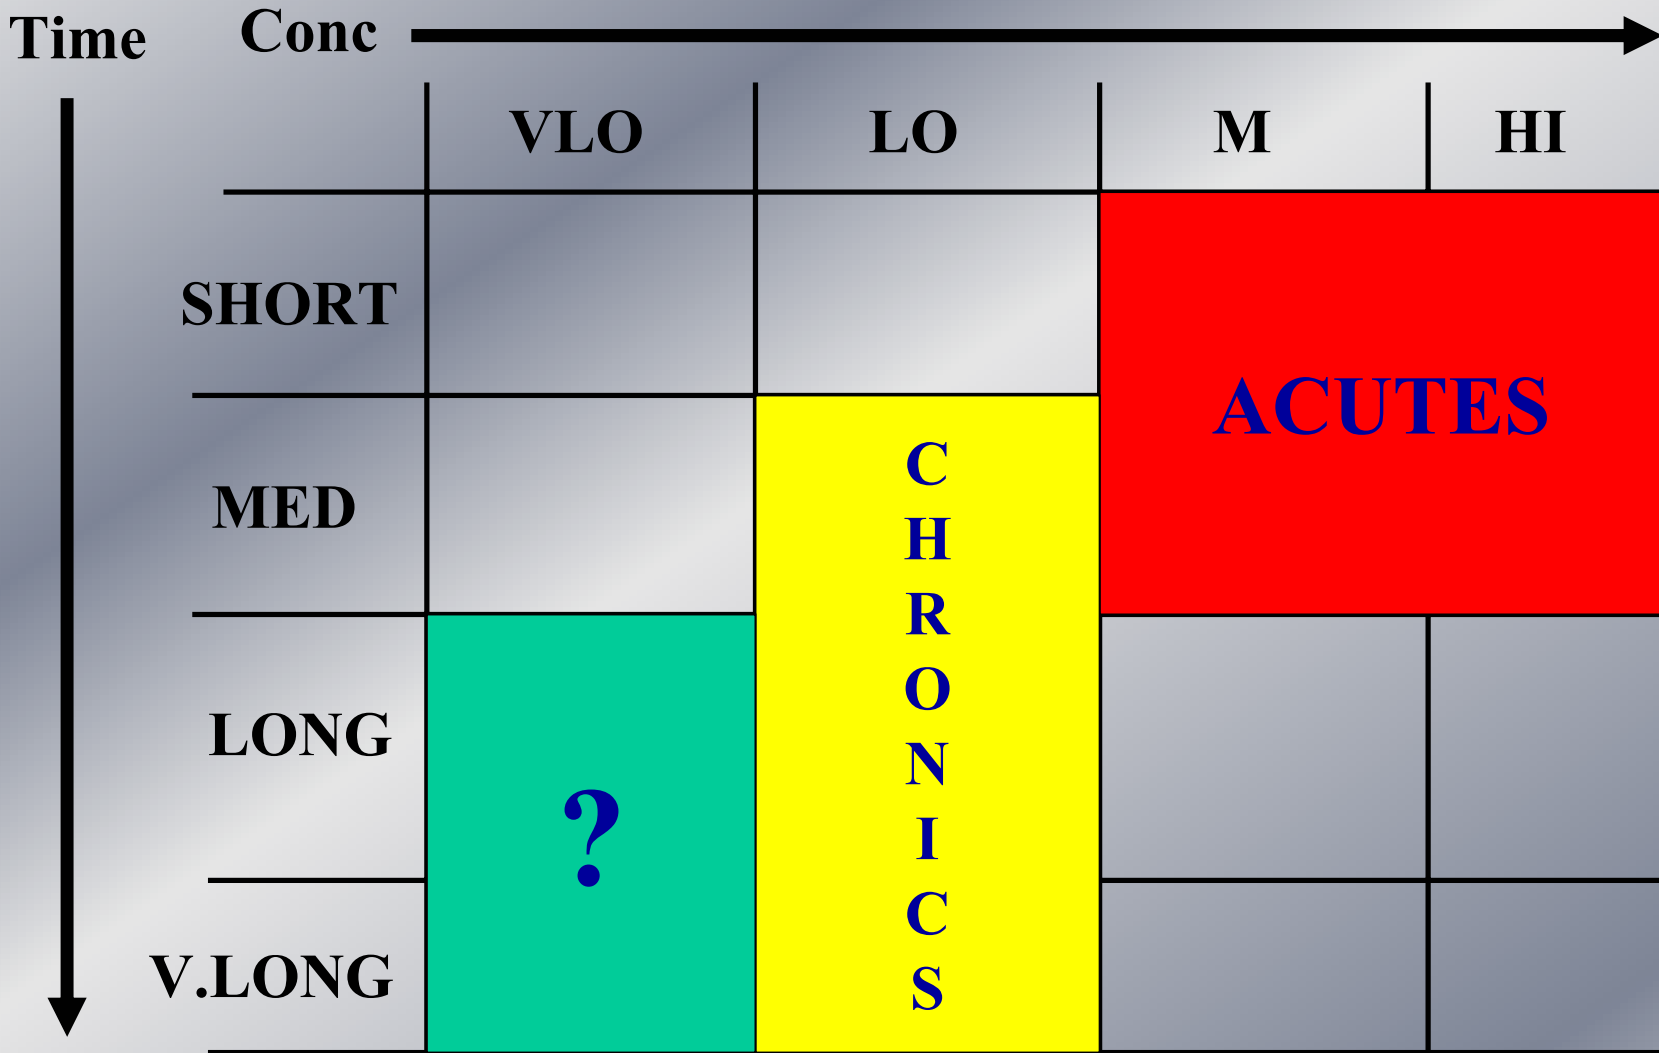 Time
Conc
VLO LO M HI
SHORT
ACUTES
MED
C
H
R
O
N
I
C
S
LONG
?
V.LONG